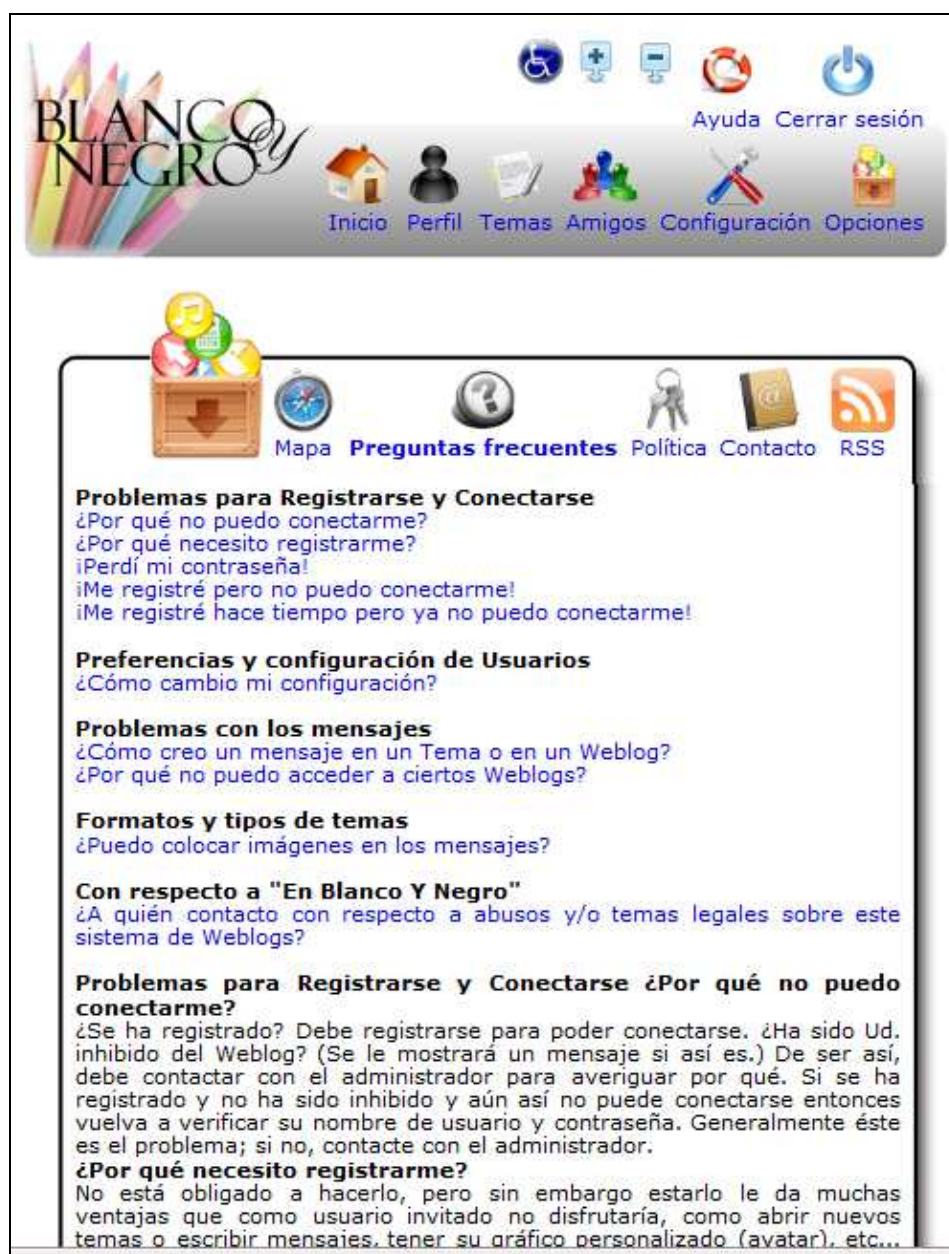 BLANCO Y
NEGRO
Ayuda Cerrar sesión
Inicio Perfil Temas Amigos Configuración Opciones
Mapa Preguntas frecuentes Política Contacto RSS
Problemas para Registrarse y Conectarse
¿Por qué no puedo conectarme?
¿Por qué necesito registrarme?
¡Perdí mi contraseña!
¡Me registré pero no puedo conectarme!
¡Me registré hace tiempo pero ya no puedo conectarme!
Preferencias y configuración de Usuarios
¿Cómo cambio mi configuración?
Problemas con los mensajes
¿Cómo creo un mensaje en un Tema o en un Weblog?
¿Por qué no puedo acceder a ciertos Weblogs?
Formatos y tipos de temas
¿Puedo colocar imágenes en los mensajes?
Con respecto a "En Blanco Y Negro"
¿A quién contacto con respecto a abusos y/o temas legales sobre este
sistema de Weblogs?
Problemas para Registrarse y Conectarse ¿Por qué no puedo
conectarme?
¿Se ha registrado? Debe registrarse para poder conectarse. ¿Ha sido Ud.
inhibido del Weblog? (Se le mostrará un mensaje si así es.) De ser así,
debe contactar con el administrador para averiguar por qué. Si se ha
registrado y no ha sido inhibido y aún así no puede conectarse entonces
vuelva a verificar su nombre de usuario y contraseña. Generalmente éste
es el problema; si no, contacte con el administrador.
¿Por qué necesito registrarme?
No está obligado a hacerlo, pero sin embargo estarlo le da muchas
ventajas que como usuario invitado no disfrutaría, como abrir nuevos
temas o escribir mensajes, tener su gráfico personalizado (avatar), etc...